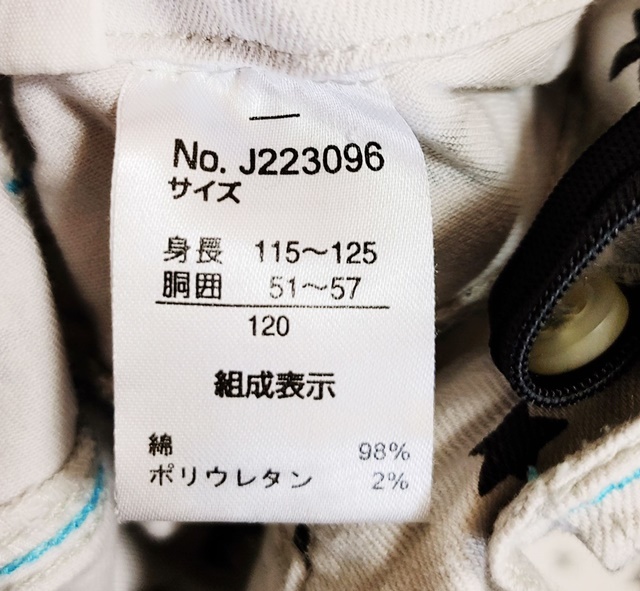 No. J223096
サイズ
身長 115〜125
胴囲 51〜57
120
組成表示
綿 98%
ポリウレタン 2%